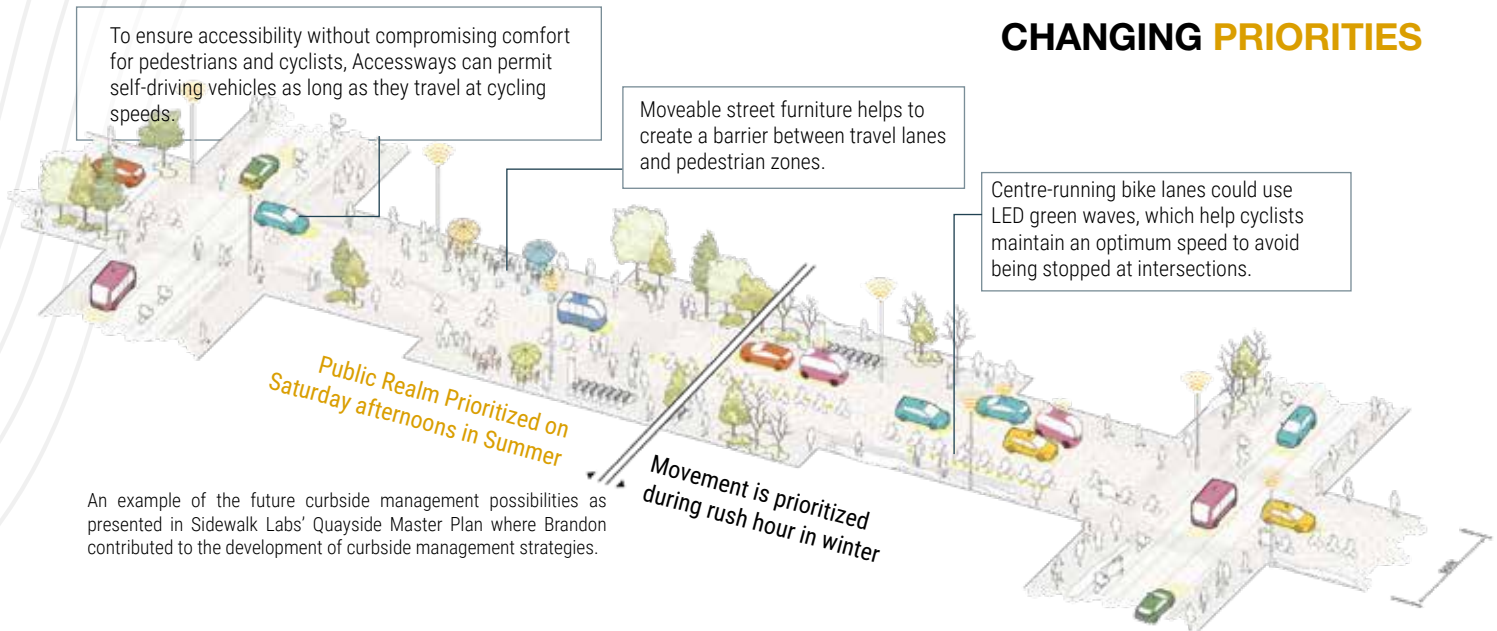 CHANGING PRIORITIES
To ensure accessibility without compromising comfort
for pedestrians and cyclists, Accessways can permit
self-driving vehicles as long as they travel at cycling
speeds.
Moveable street furniture helps to
create a barrier between travel lanes
and pedestrian zones.
Centre-running bike lanes could use
LED green waves, which help cyclists
maintain an optimum speed to avoid
being stopped at intersections.
Public Realm Prioritized on
Saturday afternoons in Summer
Movement is prioritized
during rush hour in winter
An example of the future curbside management possibilities as
presented in Sidewalk Labs’ Quayside Master Plan where Brandon
contributed to the development of curbside management strategies.